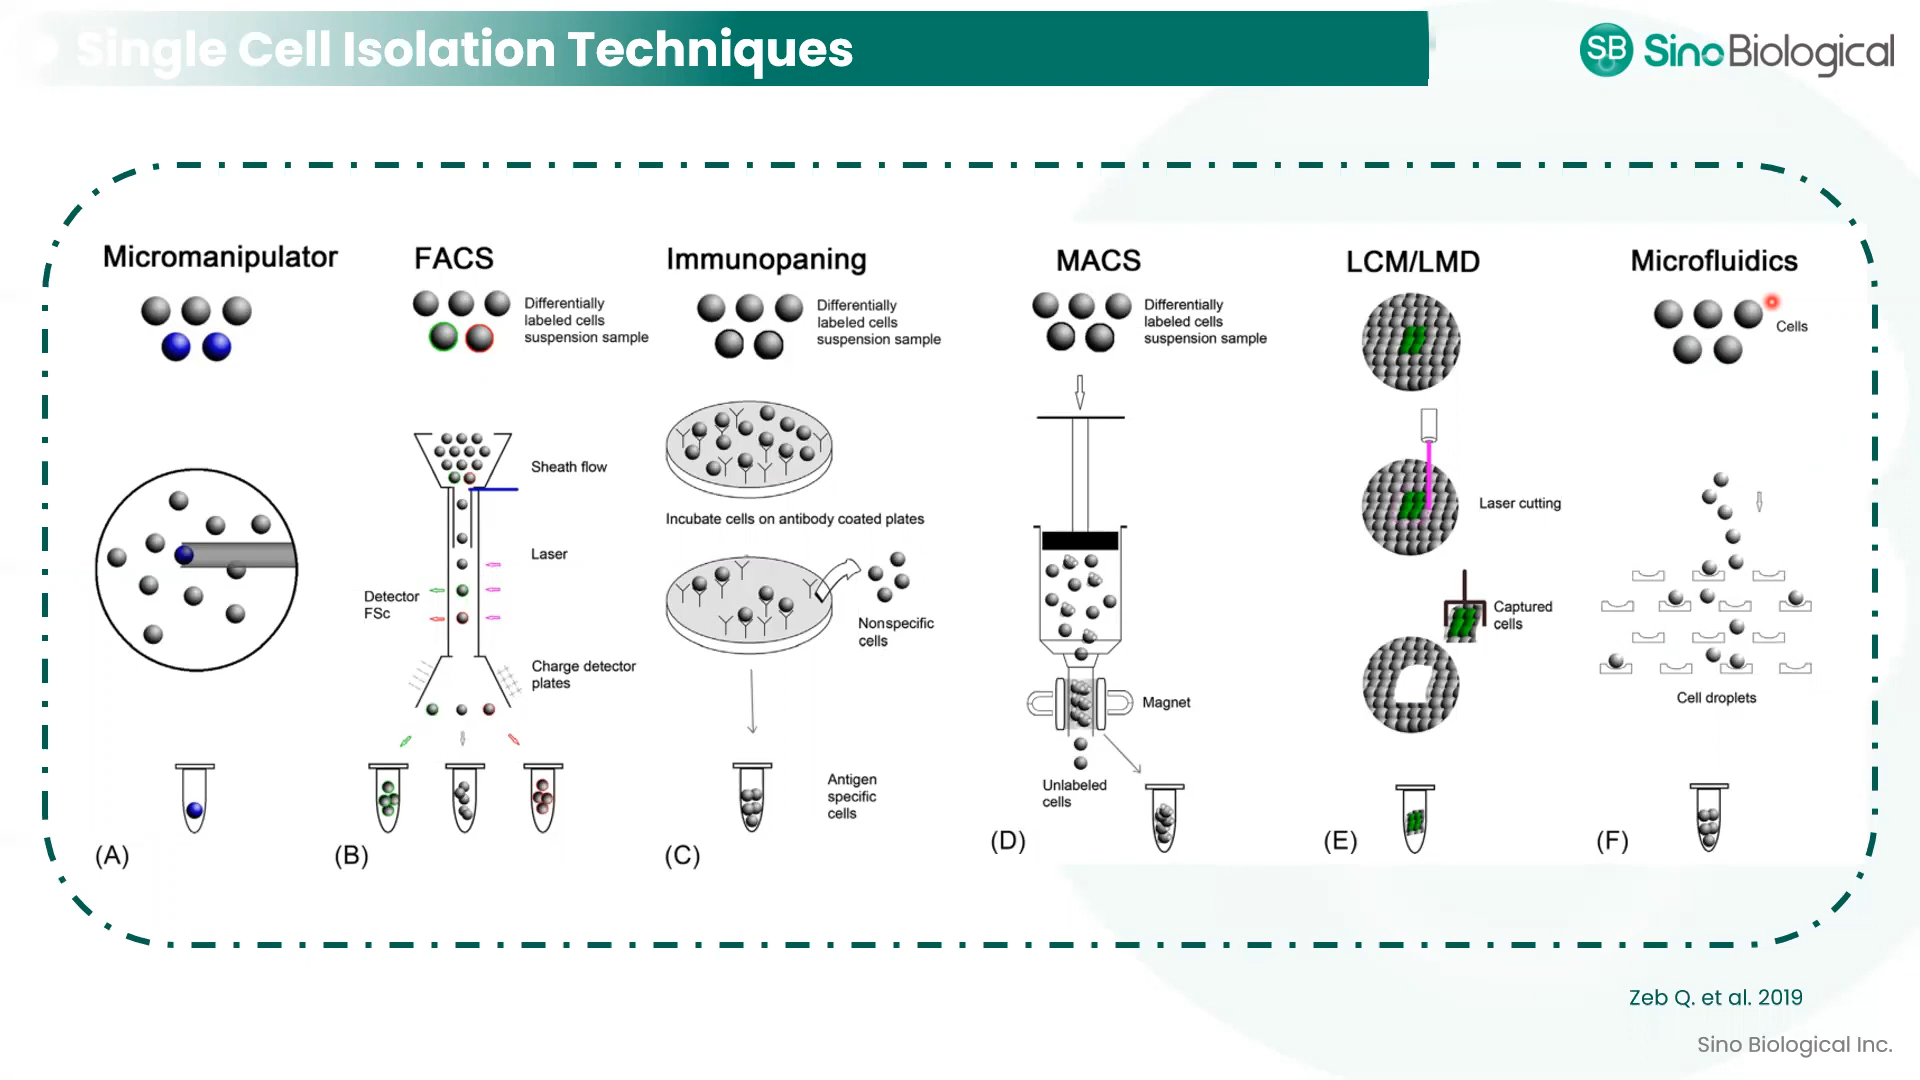 Single Cell Isolation Techniques
SB SinoBiological
Micromanipulator
(A)
FACS
Differentially
labeled cells
suspension sample
Sheath flow
Laser
Detector
FSc
Charge detector
plates
(B)
Immunopaning
Differentially
labeled cells
suspension sample
Incubate cells on antibody coated plates
Nonspecific
cells
Antigen
specific
cells
(C)
MACS
Differentially
labeled cells
suspension sample
Magnet
Unlabeled
cells
(D)
LCM/LMD
Laser cutting
Captured
cells
(E)
Microfluidics
Cells
Cell droplets
(F)
Zeb Q. et al. 2019
Sino Biological Inc.